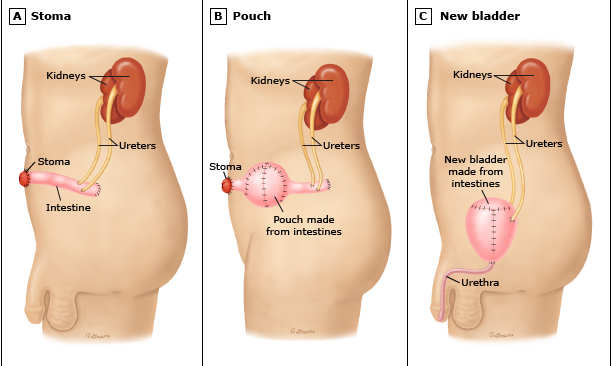 A Stoma
Kidneys
Ureters
Stoma
Intestine
B Pouch
Kidneys
Ureters
Stoma
Pouch made
from intestines
C New bladder
Kidneys
Ureters
New bladder
made from
intestines
Urethra